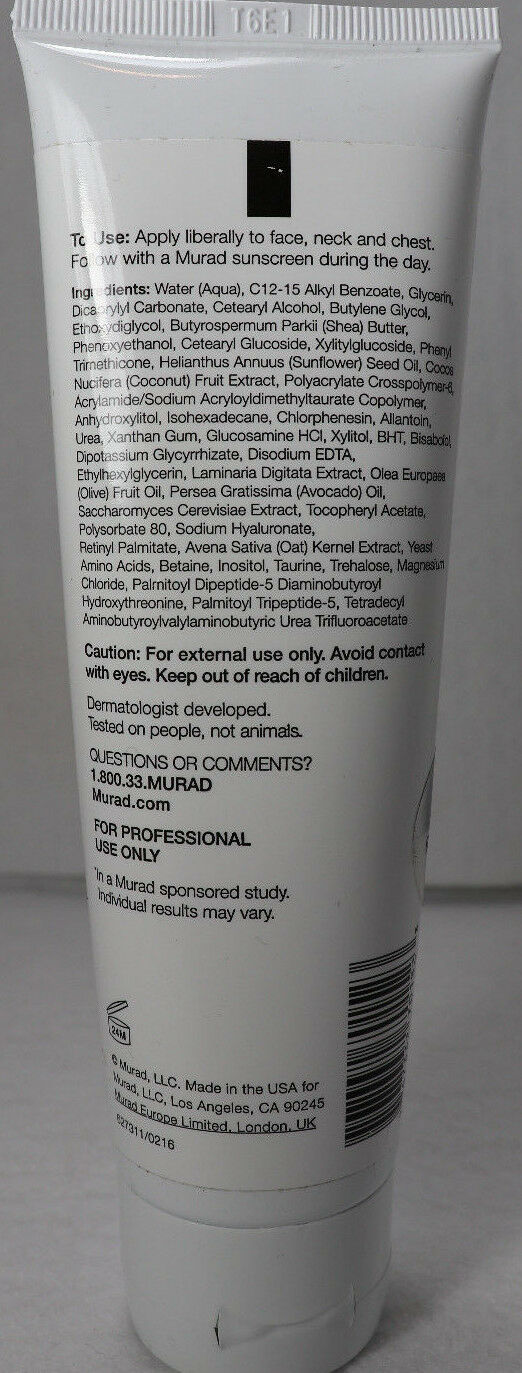 T6E1
To Use: Apply liberally to face, neck and chest.
Follow with a Murad sunscreen during the day.
Ingredients: Water (Aqua), C12-15 Alkyl Benzoate, Glycerin,
Dicaprylyl Carbonate, Cetearyl Alcohol, Butylene Glycol,
Ethoxydiglycol, Butyrospermum Parkii (Shea) Butter,
Phenoxyethanol, Cetearyl Glucoside, Xylitylglucoside, Phenyl
Trimethicone, Helianthus Annuus (Sunflower) Seed Oil, Cocos
Nucifera (Coconut) Fruit Extract, Polyacrylate Crosspolymer-6,
Acrylamide/Sodium Acryloyldimethyltaurate Copolymer,
Anhydroxylitol, Isohexadecane, Chlorphenesin, Allantoin,
Urea, Xanthan Gum, Glucosamine HCl, Xylitol, BHT, Bisabolol,
Dipotassium Glycyrrhizate, Disodium EDTA,
Ethylhexylglycerin, Laminaria Digitata Extract, Olea Europaea
(Olive) Fruit Oil, Persea Gratissima (Avocado) Oil,
Saccharomyces Cerevisiae Extract, Tocopheryl Acetate,
Polysorbate 80, Sodium Hyaluronate,
Retinyl Palmitate, Avena Sativa (Oat) Kernel Extract, Yeast
Amino Acids, Betaine, Inositol, Taurine, Trehalose, Magnesium
Chloride, Palmitoyl Dipeptide-5 Diaminobutyroyl
Hydroxythreonine, Palmitoyl Tripeptide-5, Tetradecyl
Aminobutyroylvalylaminobutyric Urea Trifluoroacetate
Caution: For external use only. Avoid contact
with eyes. Keep out of reach of children.
Dermatologist developed.
Tested on people, not animals.
QUESTIONS OR COMMENTS?
1.800.33.MURAD
Murad.com
FOR PROFESSIONAL
USE ONLY
*In a Murad sponsored study.
Individual results may vary.
24M
© Murad, LLC. Made in the USA for
Murad, LLC, Los Angeles, CA 90245
Murad Europe Limited, London, UK
627311/0216